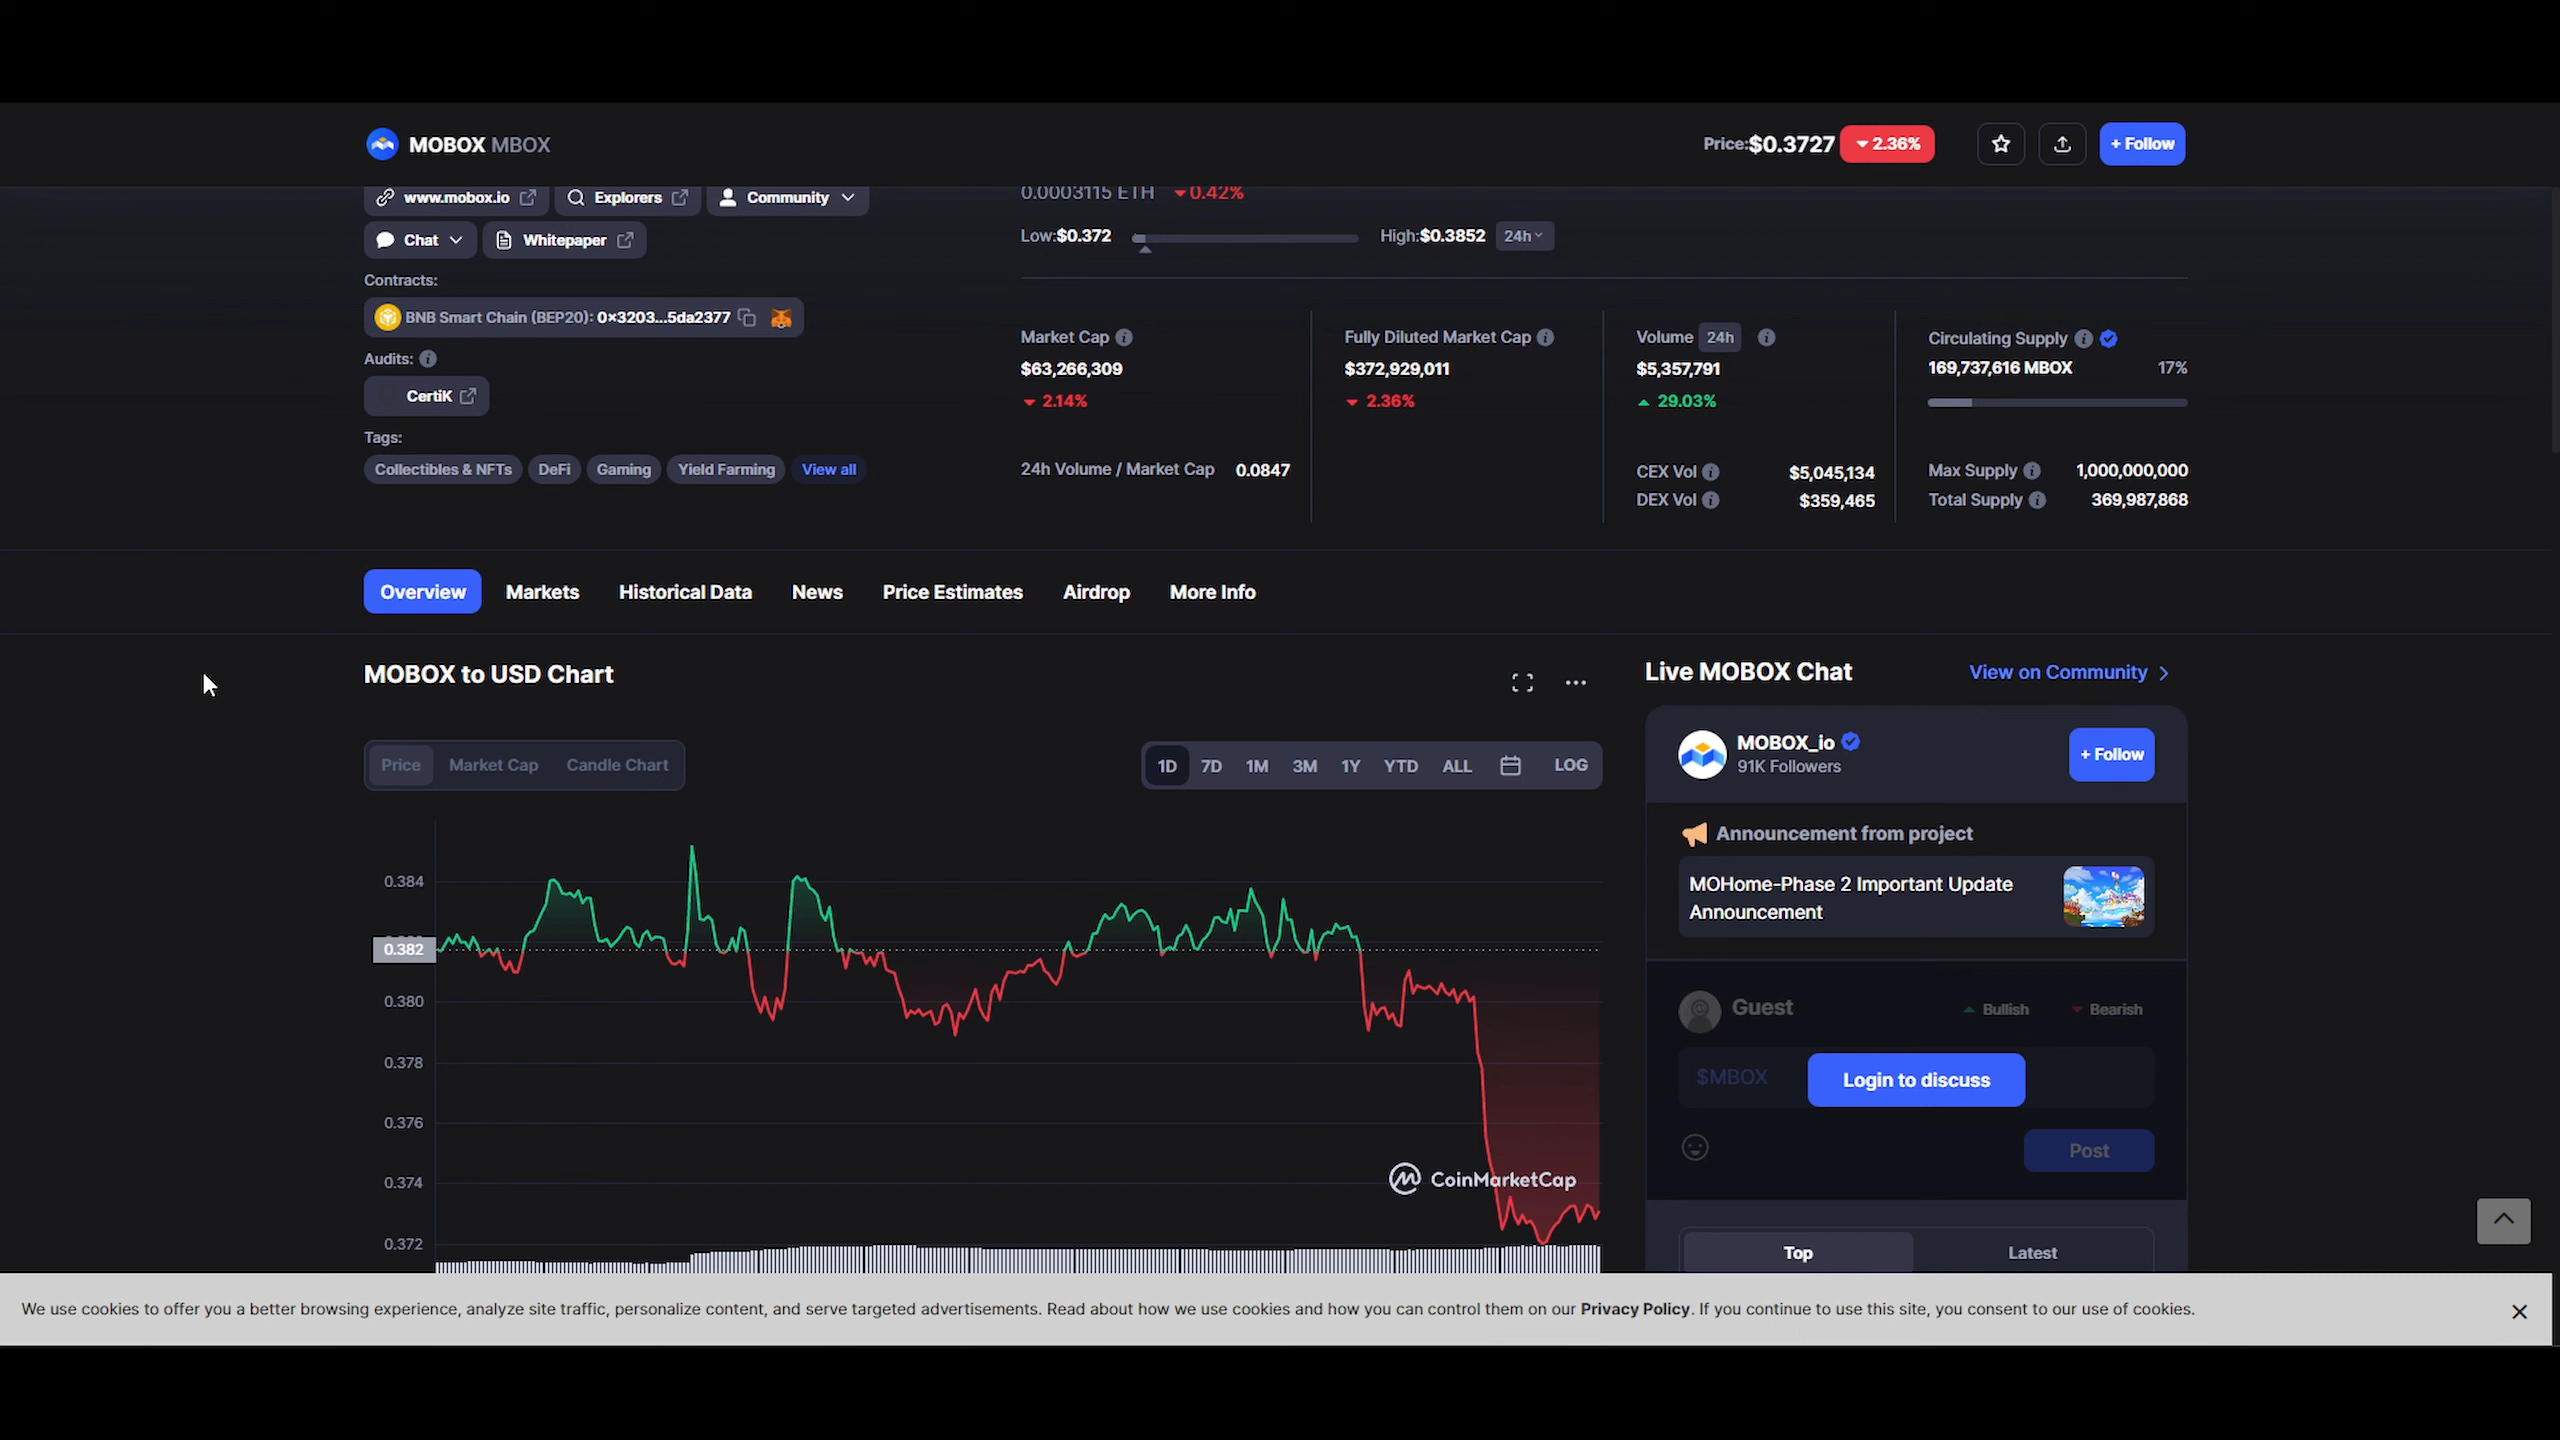 MOBOX MBOX
Price:$0.3727 2.36% + Follow
www.mobox.io Explorers Community
0.0003115 ETH 0.42%
Chat Whitepaper
Low:$0.372 High:$0.3852 24h
Contracts:
BNB Smart Chain (BEP20): 0x3203...5da2377
Audits:
CertiK
Tags:
Collectibles & NFTs DeFi Gaming Yield Farming View all
Market Cap
$63,266,309
2.14%
24h Volume / Market Cap 0.0847
Fully Diluted Market Cap
$372,929,011
2.36%
Volume 24h
$5,357,791
29.03%
CEX Vol $5,045,134
DEX Vol $359,465
Circulating Supply
169,737,616 MBOX 17%
Max Supply 1,000,000,000
Total Supply 369,987,868
Overview Markets Historical Data News Price Estimates Airdrop More Info
MOBOX to USD Chart
Price Market Cap Candle Chart
1D 7D 1M 3M 1Y YTD ALL LOG
0.384
0.382
0.380
0.378
0.376
0.374
0.372
CoinMarketCap
Live MOBOX Chat View on Community
MOBOX_io
91K Followers
+ Follow
Announcement from project
MOHome-Phase 2 Important Update
Announcement
Guest Bullish Bearish
$MBOX Login to discuss
Post
Top Latest
We use cookies to offer you a better browsing experience, analyze site traffic, personalize content, and serve targeted advertisements. Read about how we use cookies and how you can control them on our Privacy Policy. If you continue to use this site, you consent to our use of cookies.